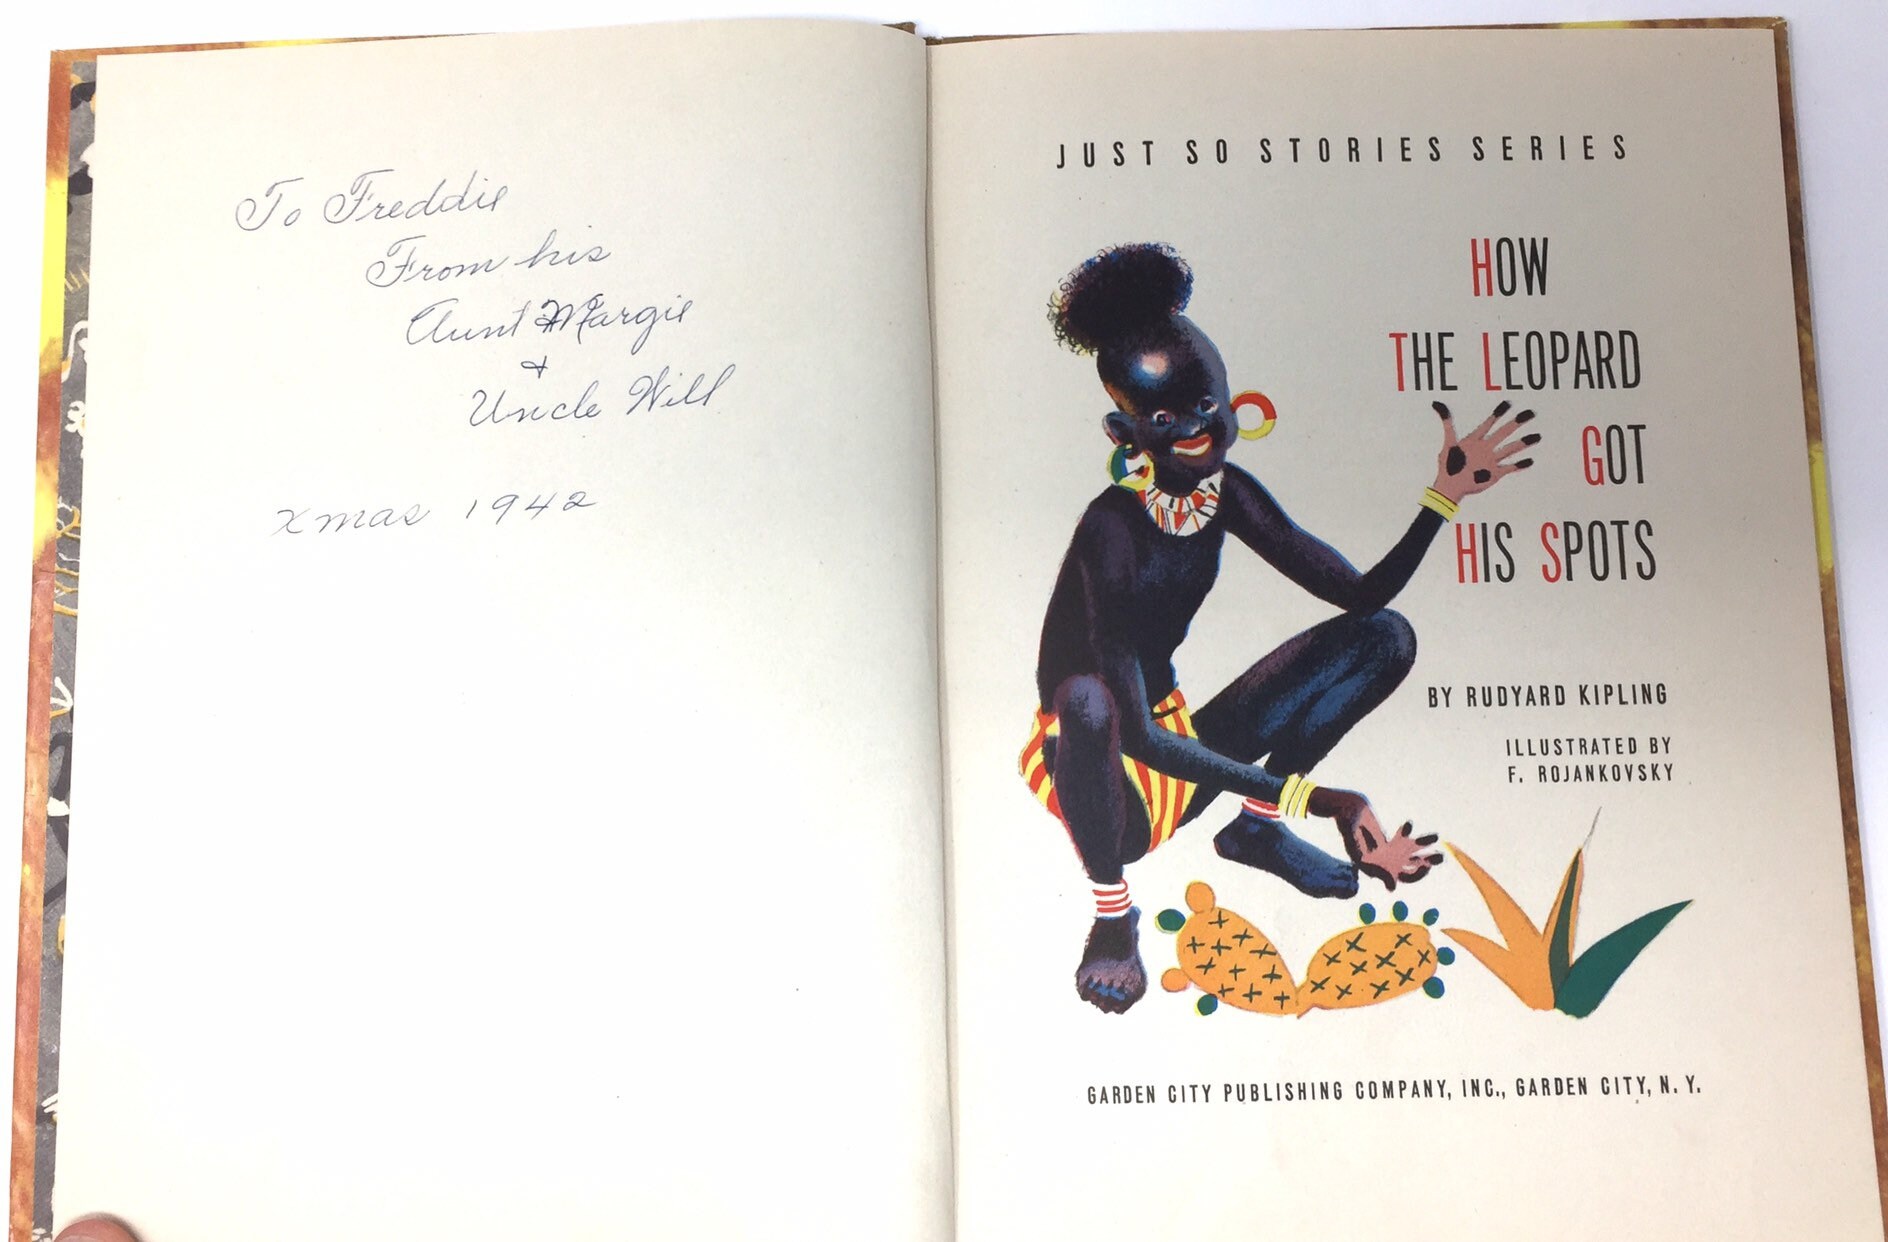 To Freddie
From his
Aunt Margie
&
Uncle Will
Xmas 1942
JUST SO STORIES SERIES
HOW
THE LEOPARD
GOT
HIS SPOTS
BY RUDYARD KIPLING
ILLUSTRATED BY
F. ROJANKOVSKY
GARDEN CITY PUBLISHING COMPANY, INC., GARDEN CITY, N. Y.